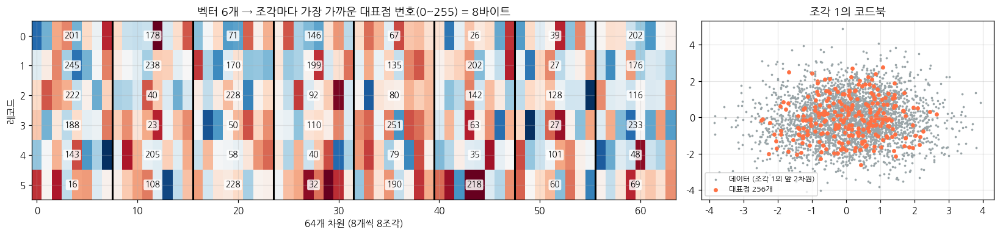 벡터 6개 → 조각마다 가장 가까운 대표점 번호(0~255) = 8바이트
레코드
0 201 178 71 146 67 26 39 202
1 245 238 170 199 135 202 27 176
2 222 40 228 92 80 142 128 116
3 188 23 50 110 251 63 27 233
4 143 205 58 40 79 35 101 48
5 16 108 228 32 190 218 60 69
0 10 20 30 40 50 60
64개 차원 (8개씩 8조각)
조각 1의 코드북
4
2
0
-2
-4
데이터 (조각 1의 앞 2차원)
대표점 256개
-4 -3 -2 -1 0 1 2 3 4